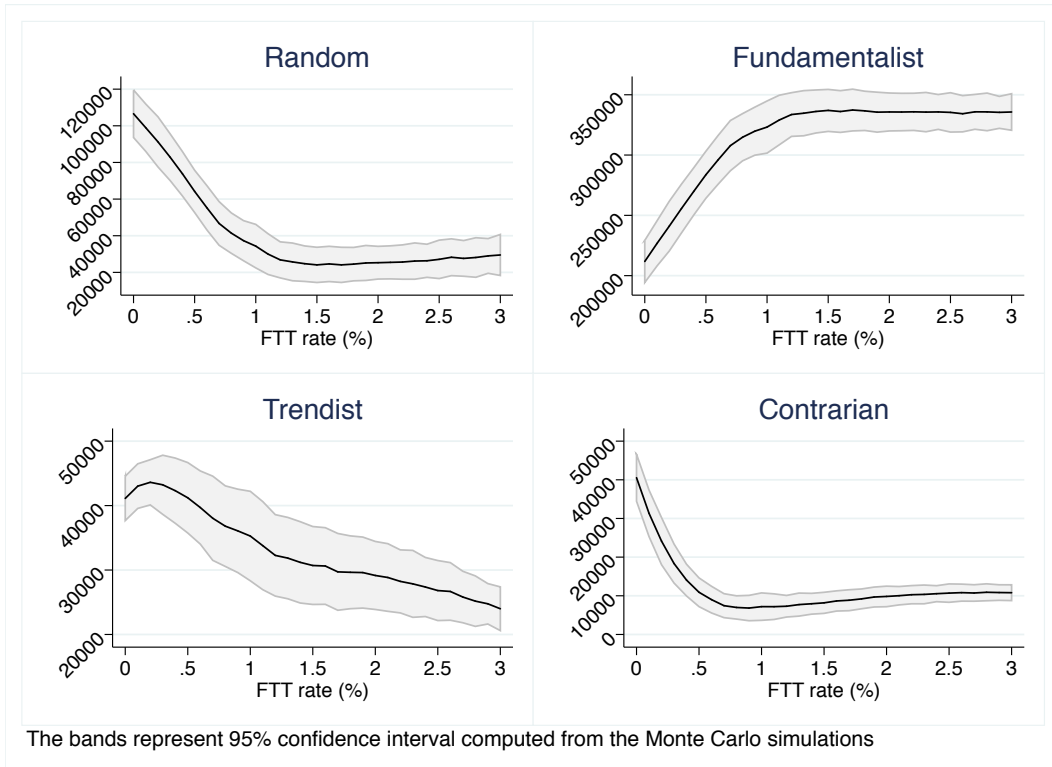 Random
120000
100000
80000
60000
40000
20000
0 .5 1 1.5 2 2.5 3
FTT rate (%)
Fundamentalist
350000
300000
250000
200000
0 .5 1 1.5 2 2.5 3
FTT rate (%)
Trendist
50000
40000
30000
20000
0 .5 1 1.5 2 2.5 3
FTT rate (%)
Contrarian
50000
40000
30000
20000
10000
0
0 .5 1 1.5 2 2.5 3
FTT rate (%)
The bands represent 95% confidence interval computed from the Monte Carlo simulations